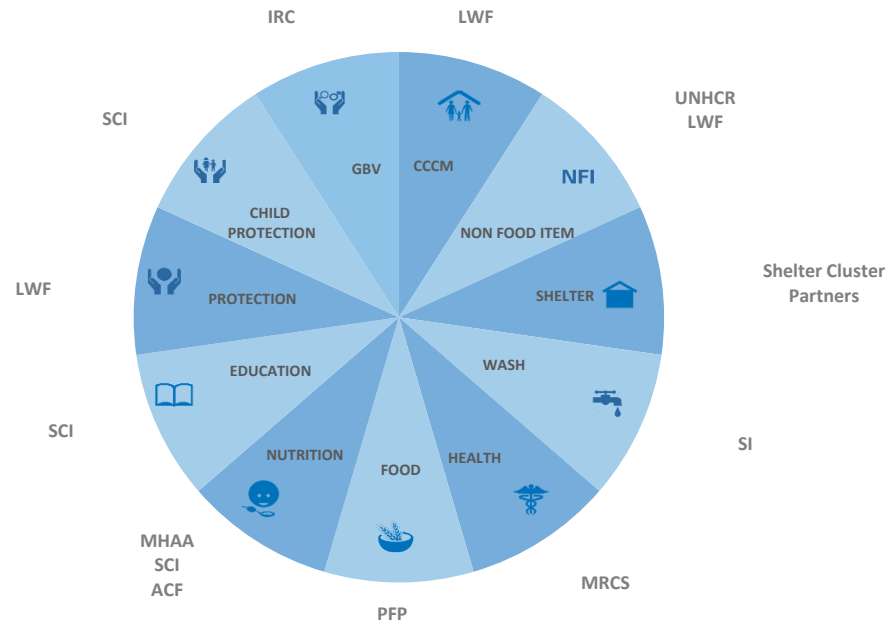 IRC
LWF
SCI
UNHCR
LWF
GBV
CCCM
NFI
CHILD
PROTECTION
NON FOOD ITEM
LWF
PROTECTION
SHELTER
Shelter Cluster
Partners
EDUCATION
WASH
SCI
SI
NUTRITION
FOOD
HEALTH
MHAA
SCI
ACF
MRCS
PFP